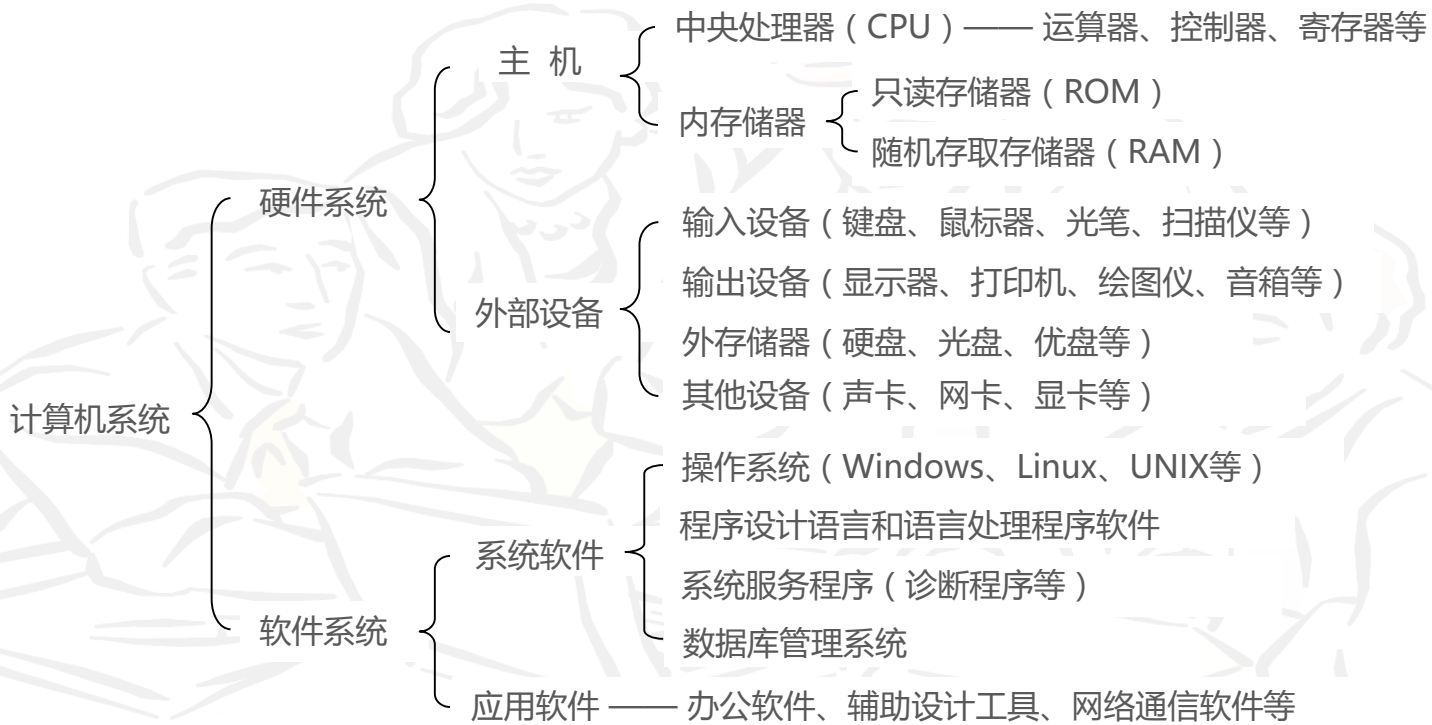 中央处理器（CPU）—— 运算器、控制器、寄存器等
主 机
只读存储器（ROM）
内存储器
随机存取存储器（RAM）
硬件系统
输入设备（键盘、鼠标器、光笔、扫描仪等）
输出设备（显示器、打印机、绘图仪、音箱等）
外部设备
外存储器（硬盘、光盘、优盘等）
其他设备（声卡、网卡、显卡等）
计算机系统
操作系统（Windows、Linux、UNIX等）
程序设计语言和语言处理程序软件
系统软件
系统服务程序（诊断程序等）
软件系统
数据库管理系统
应用软件 —— 办公软件、辅助设计工具、网络通信软件等